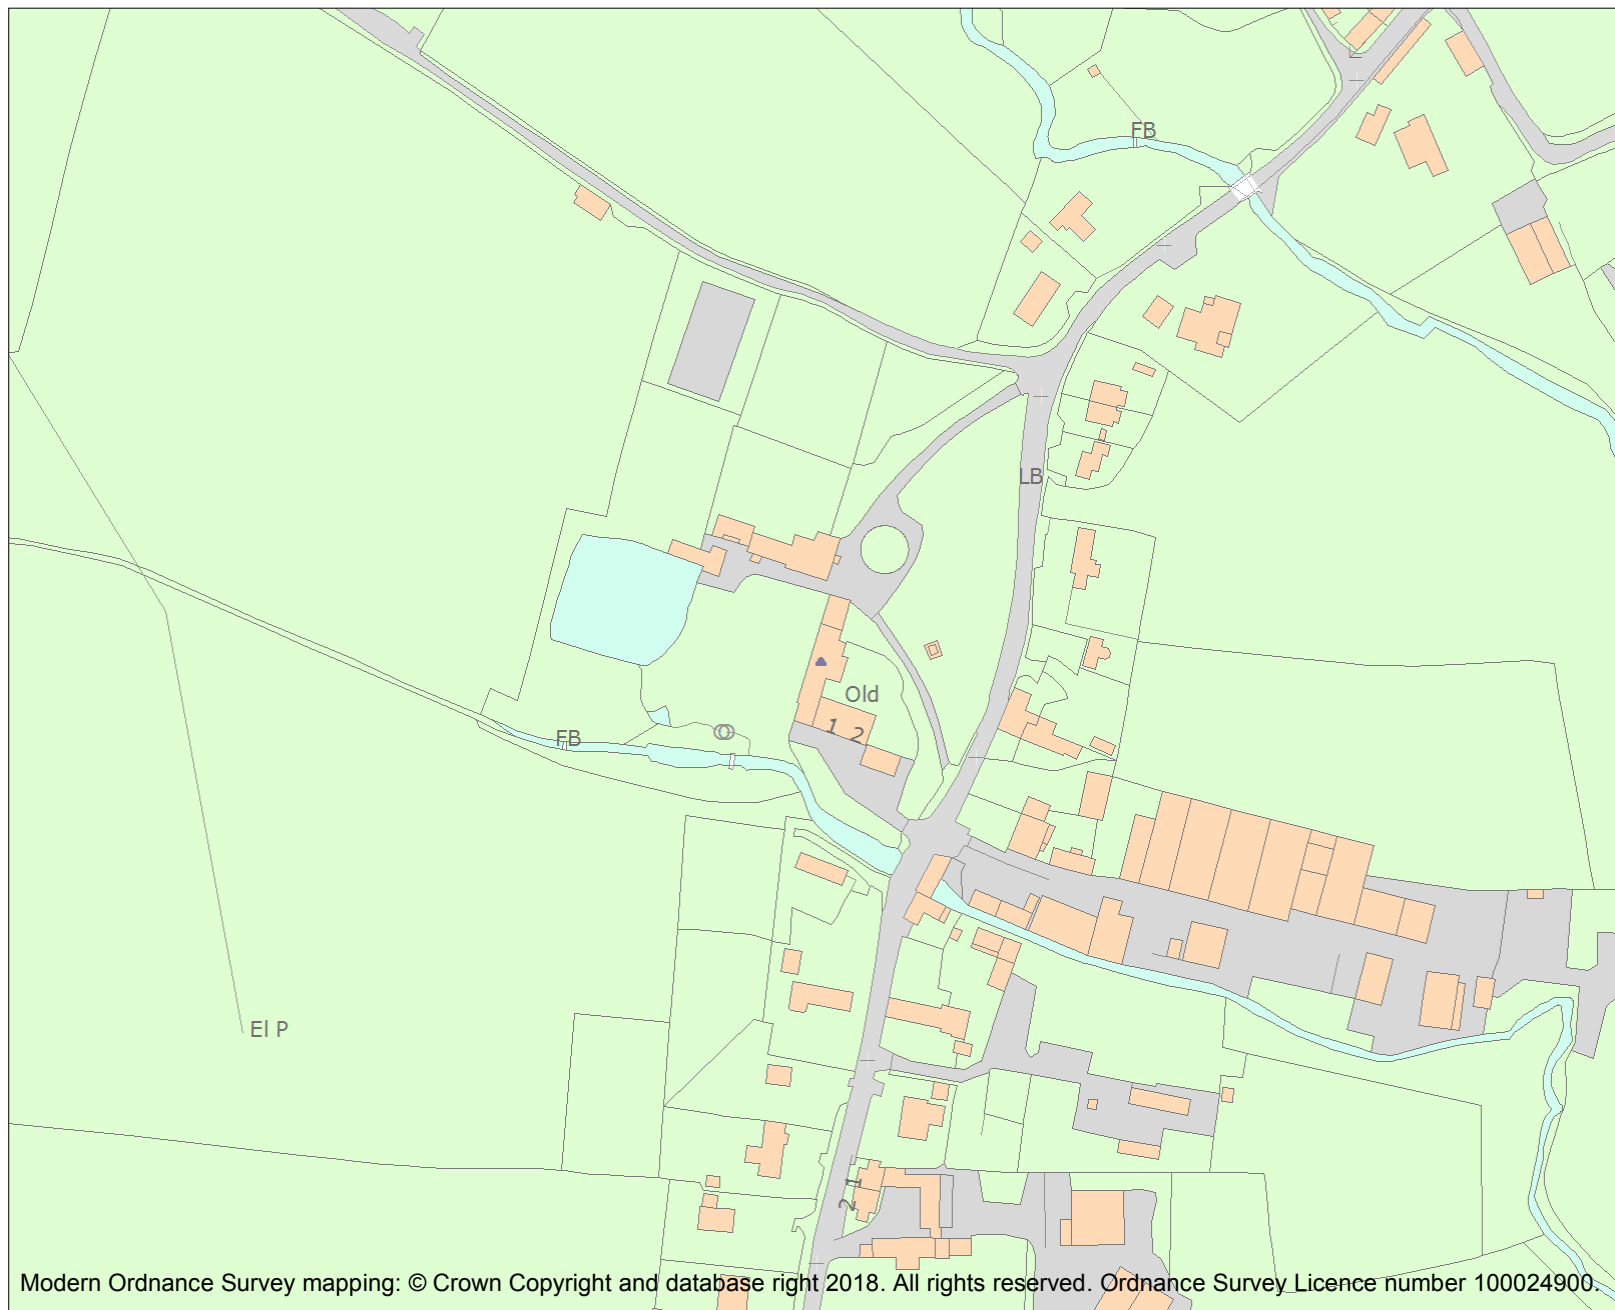 FB
LB
Old
1 2
FB
El P
2 1
Modern Ordnance Survey mapping: © Crown Copyright and database right 2018. All rights reserved. Ordnance Survey Licence number 100024900.